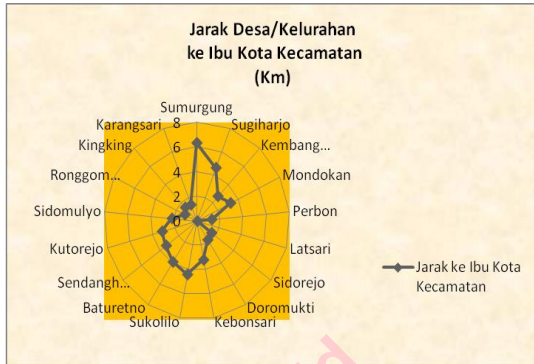 Jarak Desa/Kelurahan
ke Ibu Kota Kecamatan
(Km)
Sumurgung
Sugiharjo
Kembang...
Mondokan
Perbon
Latsari
Sidorejo
Doromukti
Kebonsari
Sukolilo
Baturetno
Sendangh...
Kutorejo
Sidomulyo
Ronggom...
Kingking
Karangsari
8
6
4
2
0
Jarak ke Ibu Kota
Kecamatan